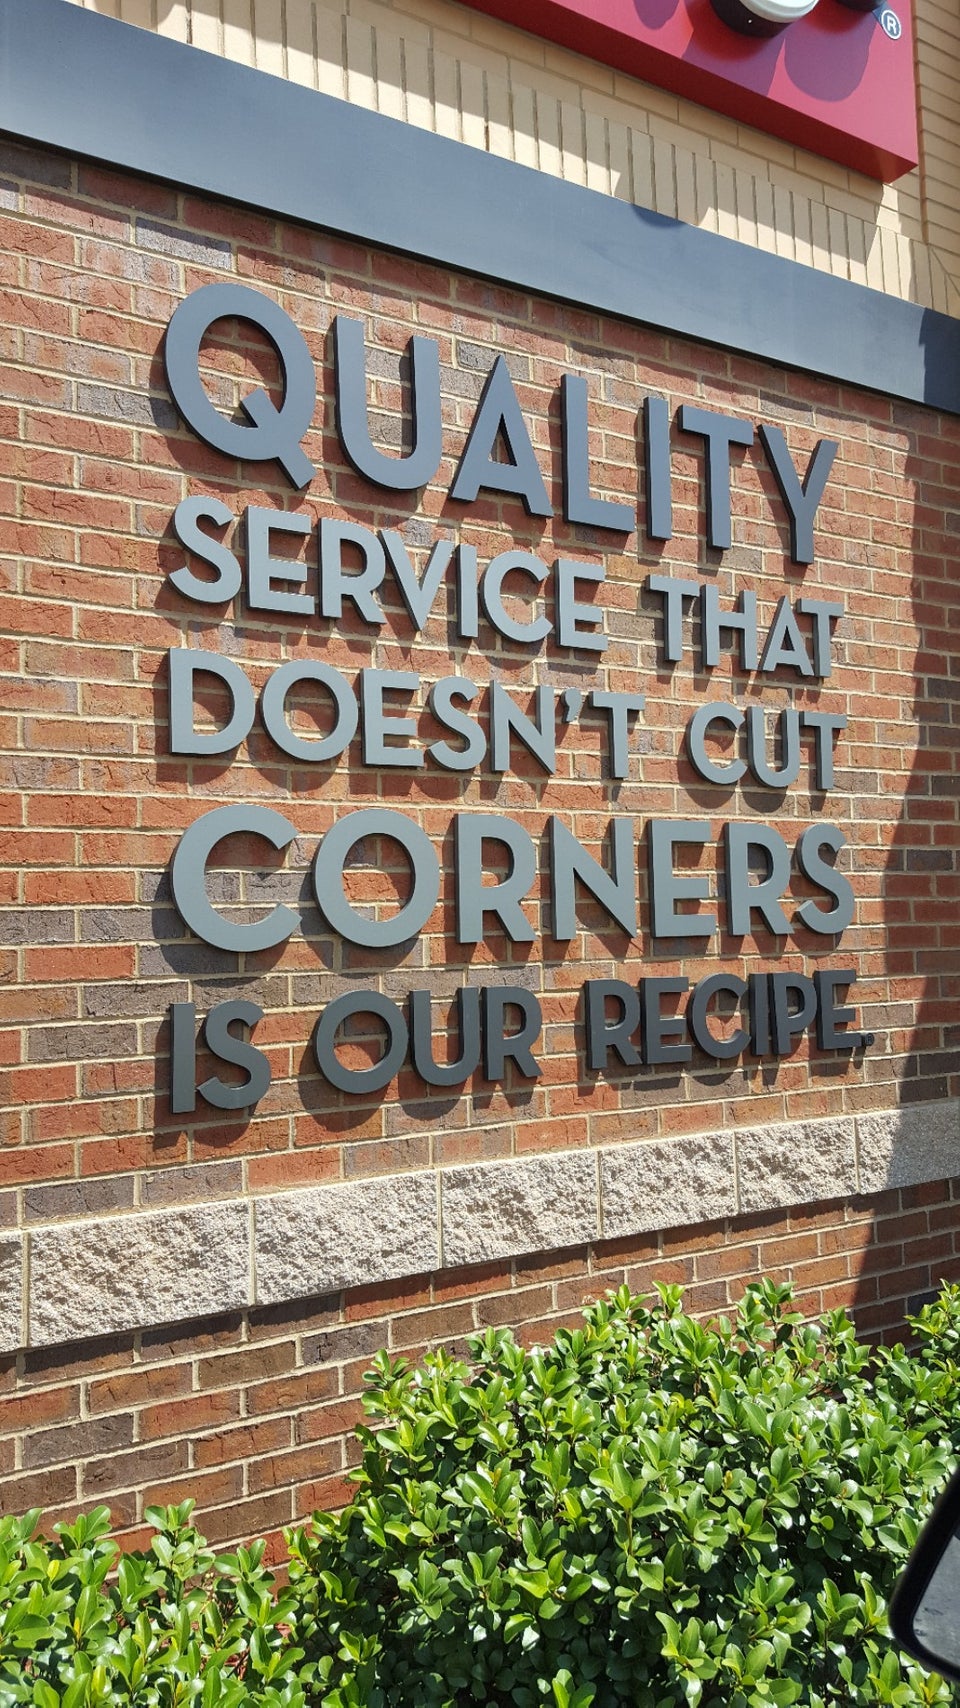 ®
QUALITY
SERVICE THAT
DOESN'T CUT
CORNERS
IS OUR RECIPE.